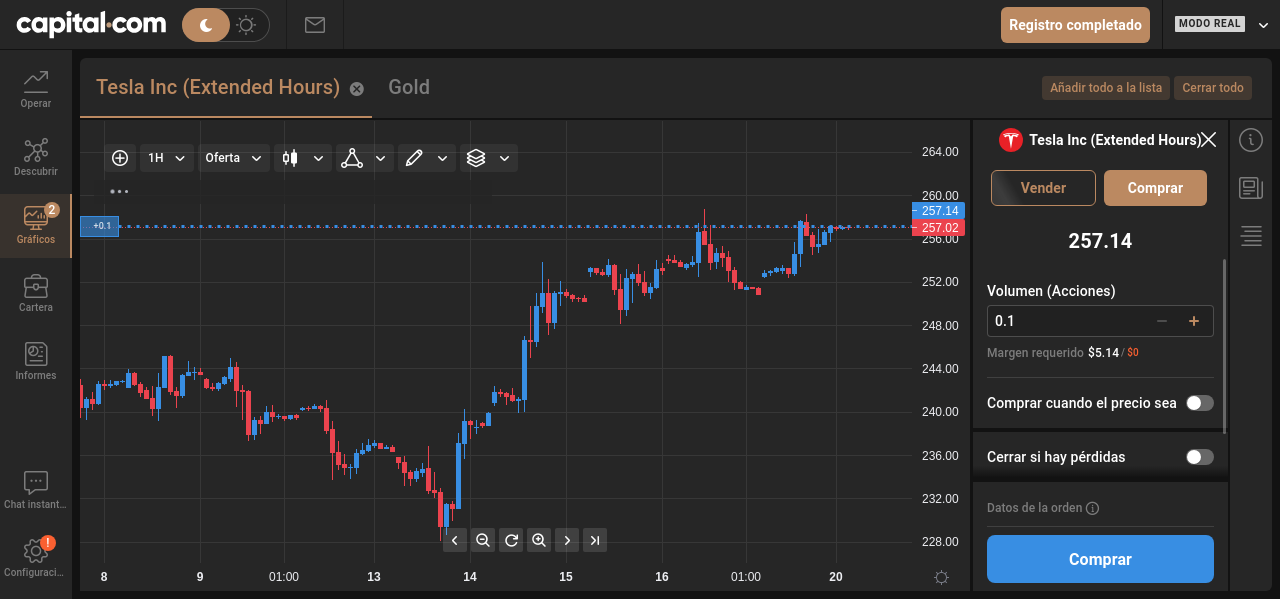 capital.com
Registro completado
MODO REAL
Tesla Inc (Extended Hours)
Gold
Añadir todo a la lista
Cerrar todo
Operar
Descubrir
2
Gráficos
Cartera
Informes
Chat instant...
!
Configuraci...
1H
Oferta
+0.1
264.00
260.00
257.14
257.02
256.00
252.00
248.00
244.00
240.00
236.00
232.00
228.00
8
9
01:00
13
14
15
16
01:00
20
Tesla Inc (Extended Hours)
Vender
Comprar
257.14
Volumen (Acciones)
0.1
Margen requerido $5.14 / $0
Comprar cuando el precio sea
Cerrar si hay pérdidas
Datos de la orden
Comprar